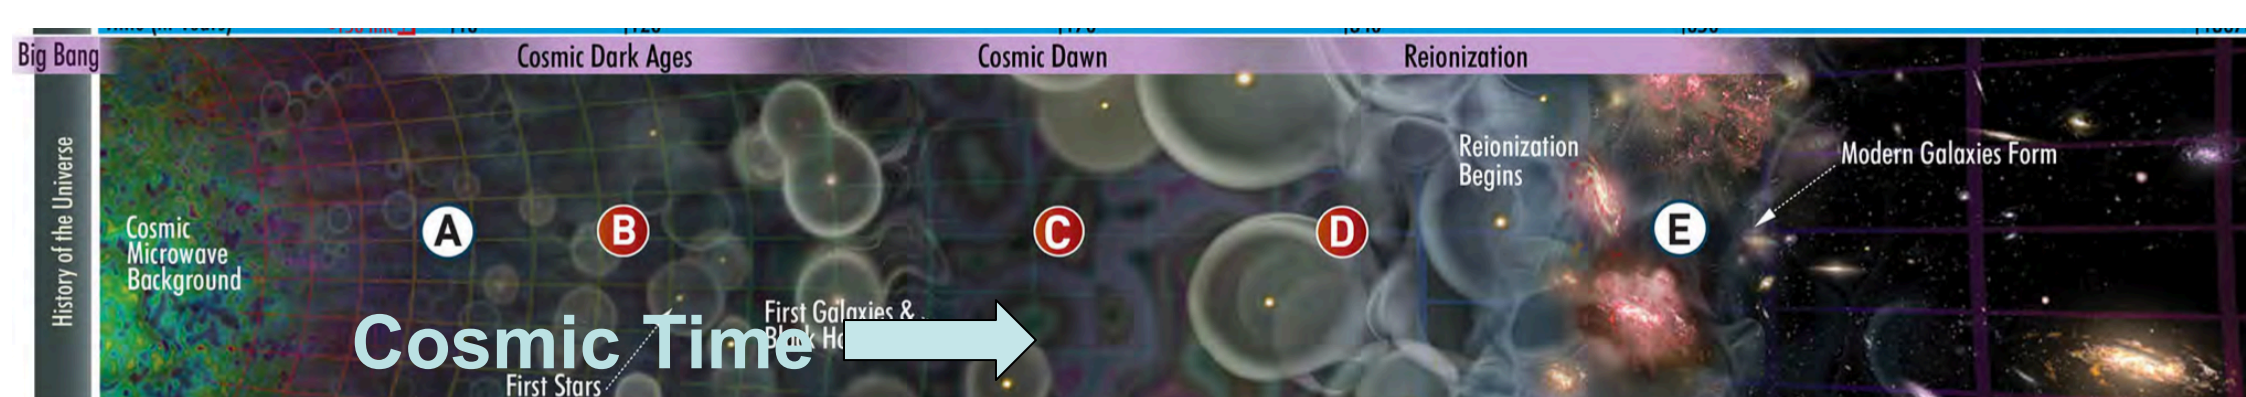 Big Bang
Cosmic Dark Ages
Cosmic Dawn
Reionization
History of the Universe
Cosmic
Microwave
Background
A
B
C
D
E
First Stars
First Galaxies &
Cosmic Time
Reionization
Begins
Modern Galaxies Form